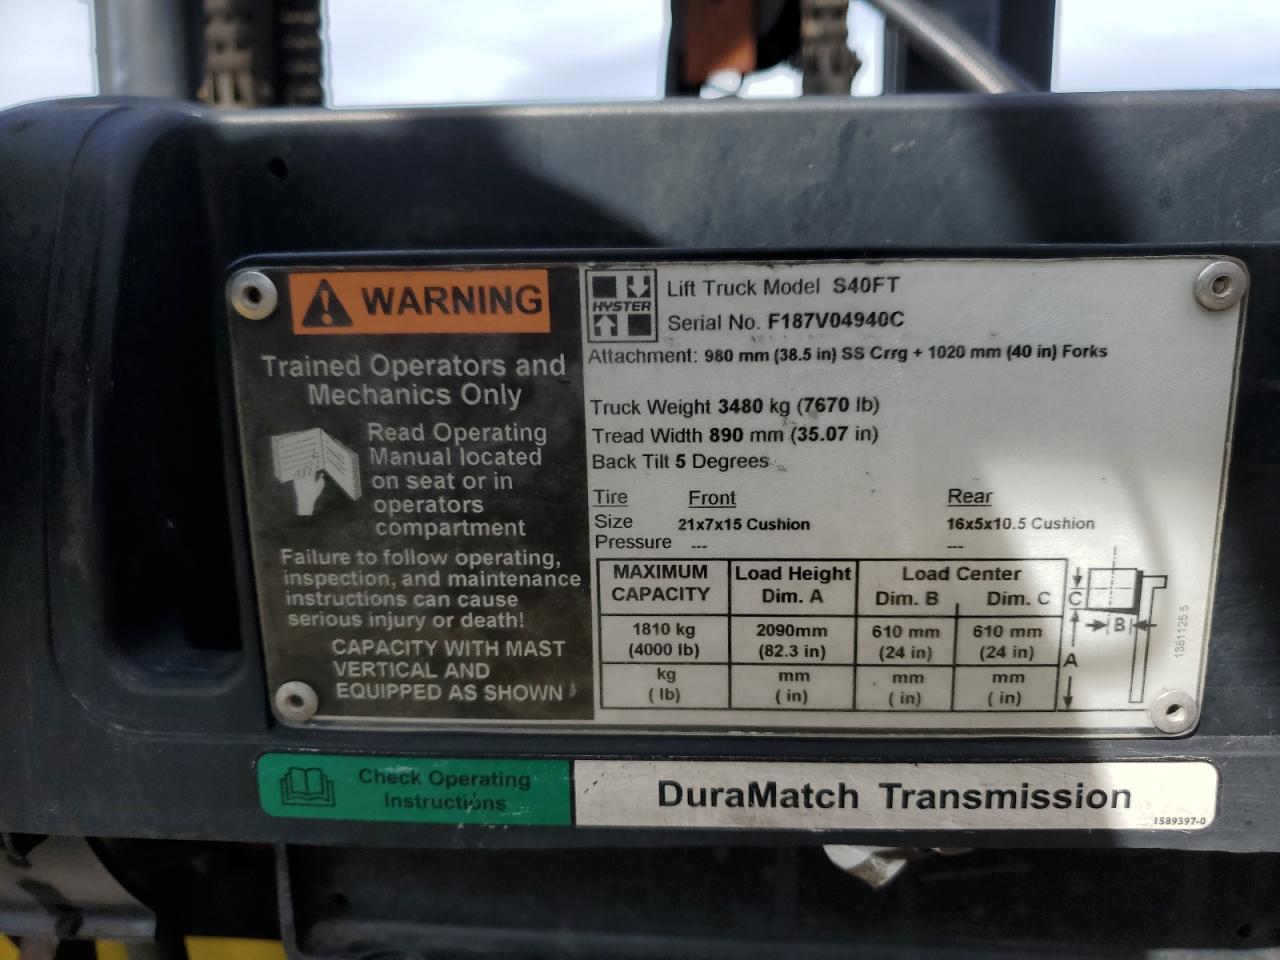 WARNING
Trained Operators and
Mechanics Only
Read Operating
Manual located
on seat or in
operators
compartment
Failure to follow operating,
inspection, and maintenance
instructions can cause
serious injury or death!
CAPACITY WITH MAST
VERTICAL AND
EQUIPPED AS SHOWN
HYSTER
Lift Truck Model S40FT
Serial No. F187V04940C
Attachment: 980 mm (38.5 in) SS Crrg + 1020 mm (40 in) Forks
Truck Weight 3480 kg (7670 lb)
Tread Width 890 mm (35.07 in)
Back Tilt 5 Degrees
Tire Front Rear
Size 21x7x15 Cushion 16x5x10.5 Cushion
Pressure --- ---
MAXIMUM CAPACITY Load Height Dim. A Load Center Dim. B Dim. C
1810 kg (4000 lb) 2090mm (82.3 in) 610 mm (24 in) 610 mm (24 in)
kg ( lb) mm ( in) mm ( in) mm ( in)
C
B
A
1381125.5
Check Operating
Instructions
DuraMatch Transmission
1589397-0